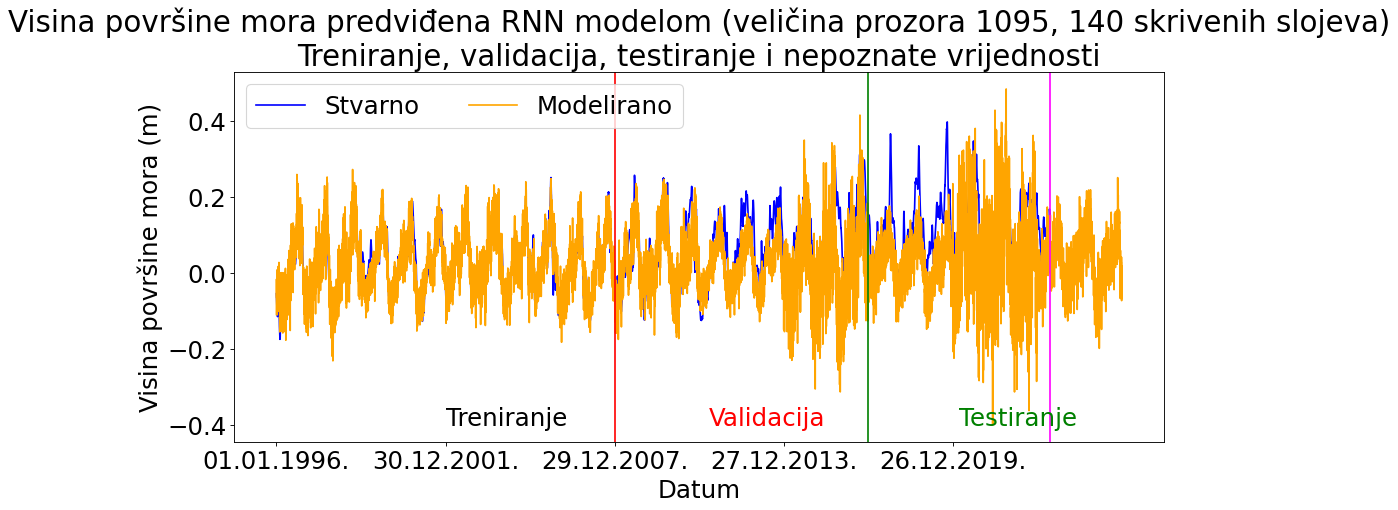 Visina površine mora predviđena RNN modelom (veličina prozora 1095, 140 skrivenih slojeva)
Treniranje, validacija, testiranje i nepoznate vrijednosti
Stvarno
Modelirano
Visina površine mora (m)
0.4
0.2
0.0
−0.2
−0.4
Treniranje
Validacija
Testiranje
01.01.1996.
30.12.2001.
29.12.2007.
27.12.2013.
26.12.2019.
Datum